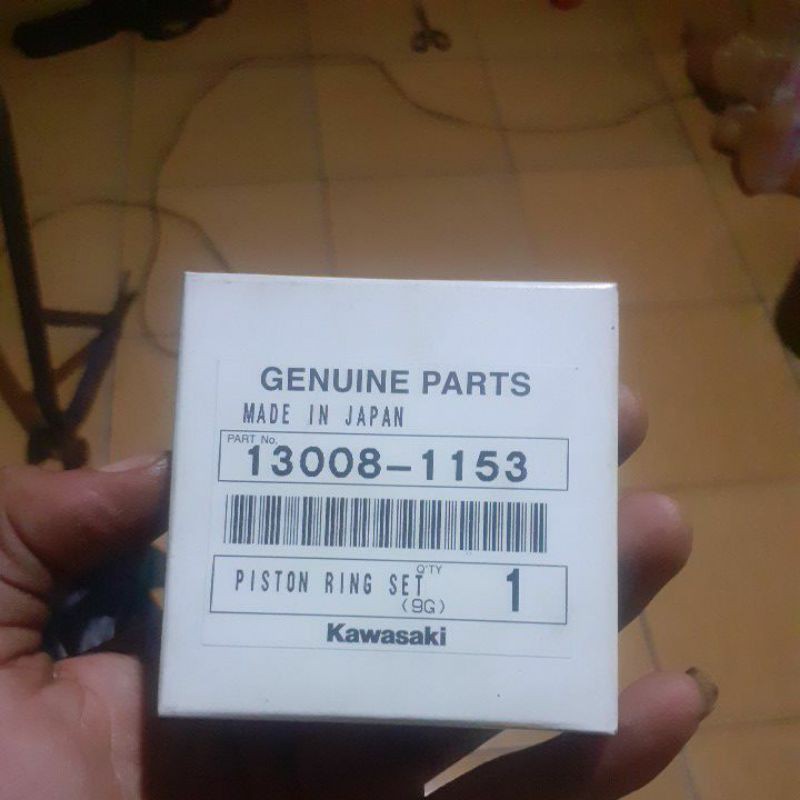 GENUINE PARTS
MADE IN JAPAN
PART No.
13008-1153
PISTON RING SET
Q'TY
1
(9G)
Kawasaki